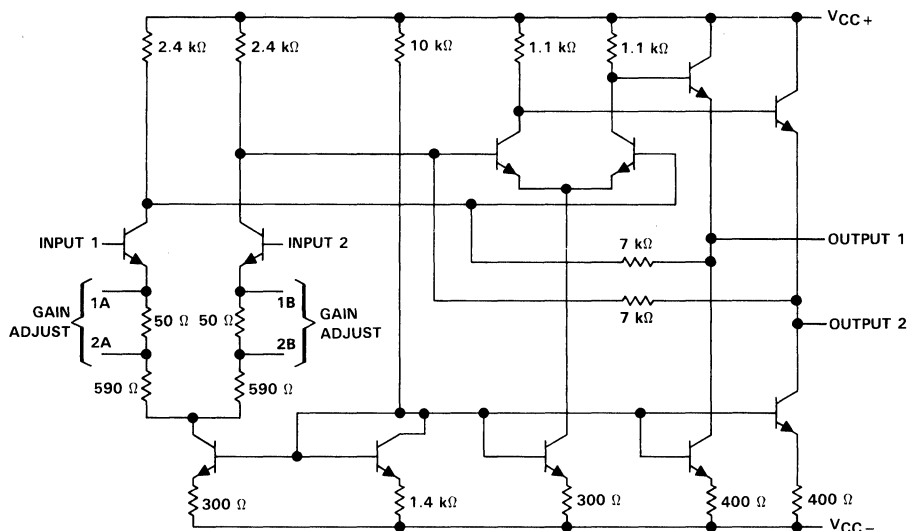 VCC+
2.4 kΩ
2.4 kΩ
10 kΩ
1.1 kΩ
1.1 kΩ
INPUT 1
INPUT 2
OUTPUT 1
7 kΩ
1A
1B
GAIN
ADJUST
50 Ω
50 Ω
GAIN
ADJUST
7 kΩ
OUTPUT 2
2A
2B
590 Ω
590 Ω
300 Ω
1.4 kΩ
300 Ω
400 Ω
400 Ω
VCC−